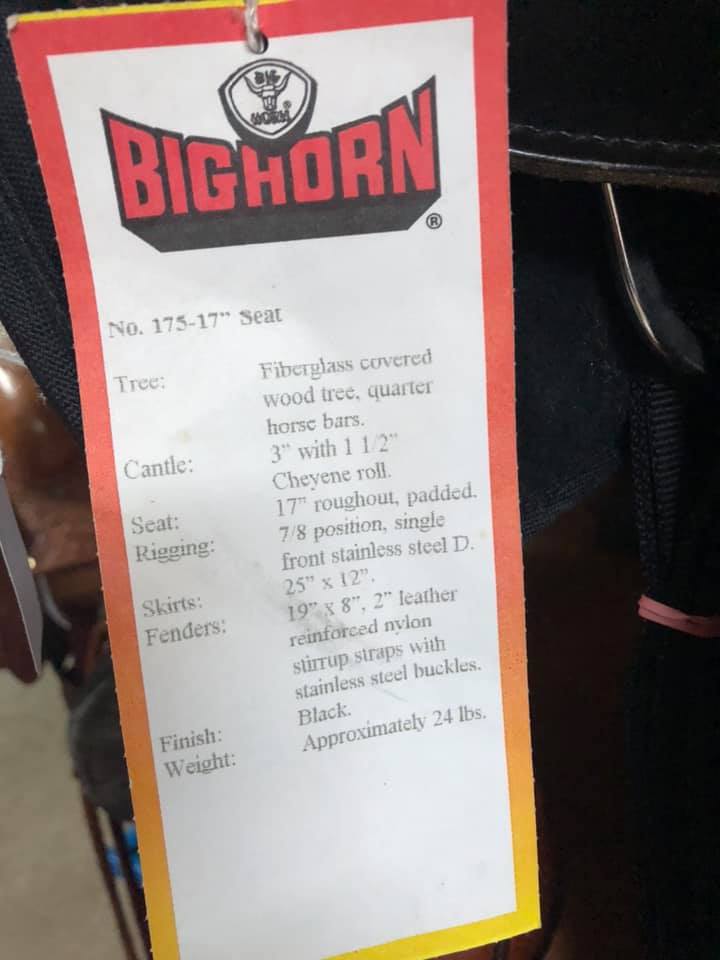 BIG
HORN
®
BIGHORN
®
No. 175-17” Seat
Tree: Fiberglass covered
wood tree, quarter
horse bars.
Cantle: 3” with 1 1/2”
Cheyene roll.
Seat: 17” roughout, padded.
Rigging: 7/8 position, single
front stainless steel D.
Skirts: 25” x 12”.
Fenders: 19” x 8”, 2” leather
reinforced nylon
stirrup straps with
stainless steel buckles.
Finish: Black.
Weight: Approximately 24 lbs.